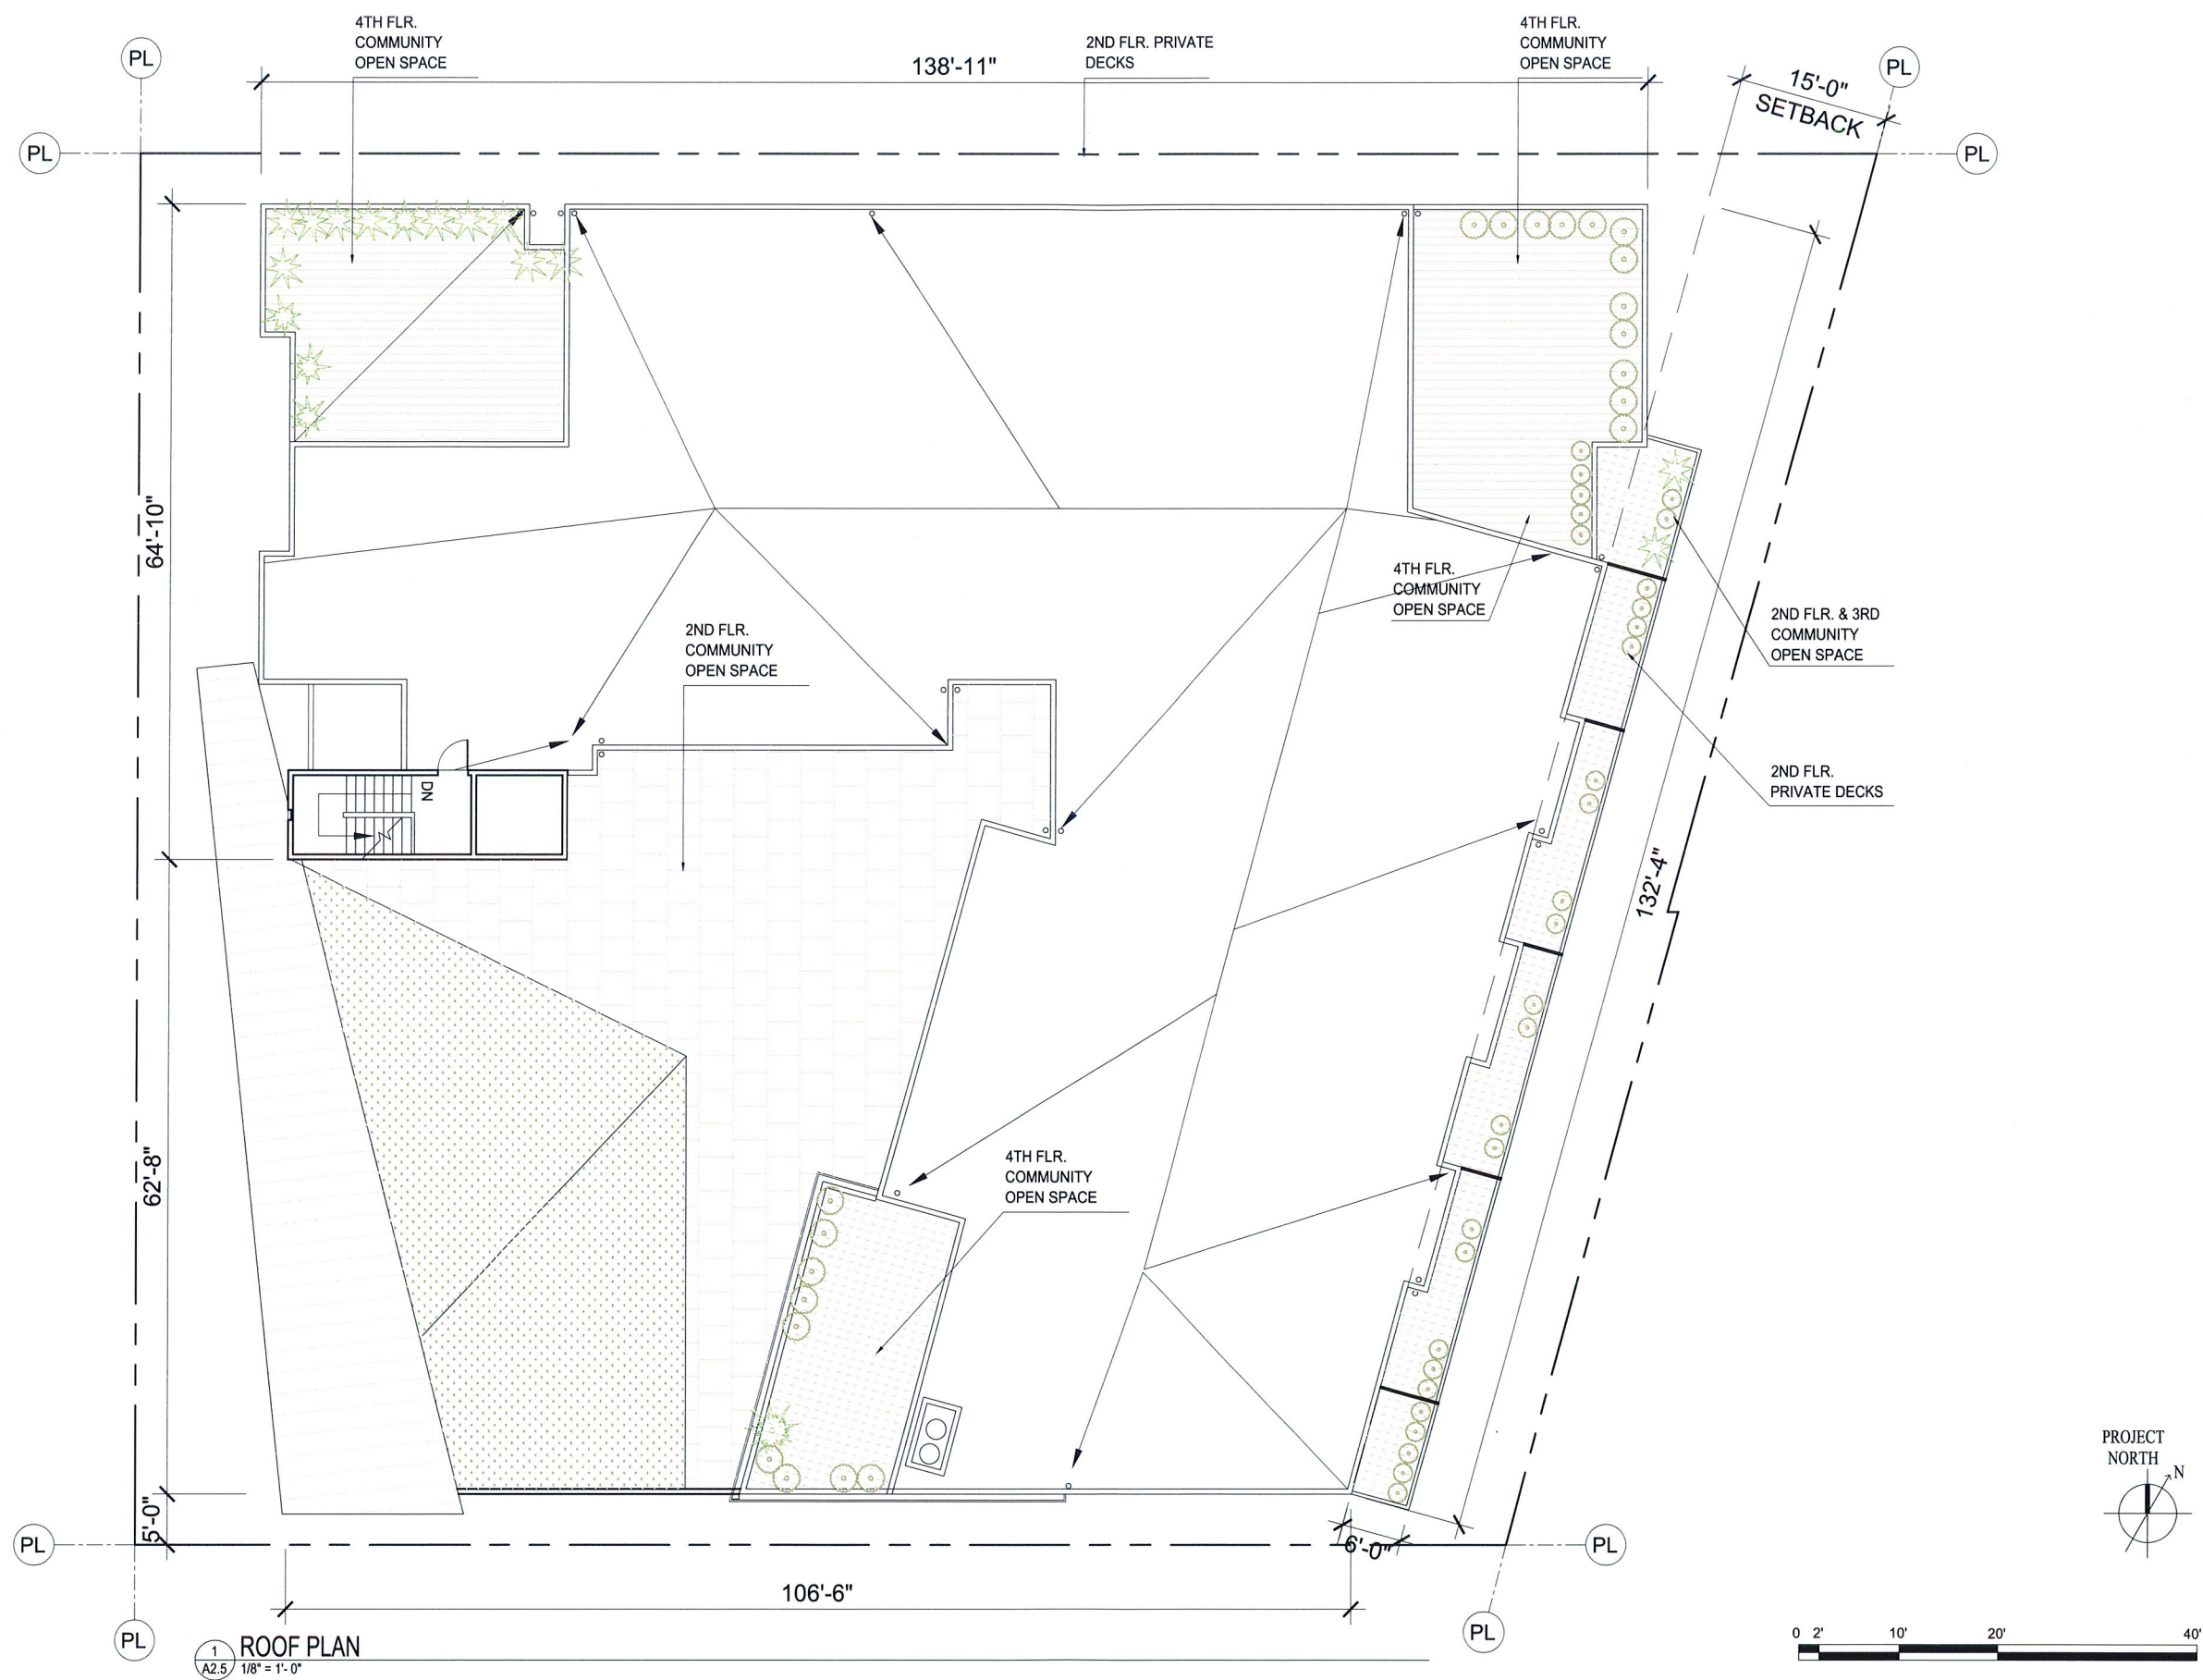 4TH FLR.
COMMUNITY
OPEN SPACE
2ND FLR. PRIVATE
DECKS
4TH FLR.
COMMUNITY
OPEN SPACE
138'-11"
15'-0"
SETBACK
PL
PL
PL
PL
64'-10"
4TH FLR.
COMMUNITY
OPEN SPACE
2ND FLR.
COMMUNITY
OPEN SPACE
2ND FLR. & 3RD
COMMUNITY
OPEN SPACE
2ND FLR.
PRIVATE DECKS
DN
132'-4"
62'-8"
4TH FLR.
COMMUNITY
OPEN SPACE
5'-0"
6'-0"
PL
PL
106'-6"
PL
PL
PROJECT
NORTH
N
1
A2.5
ROOF PLAN
1/8" = 1'- 0"
0 2' 10' 20' 40'